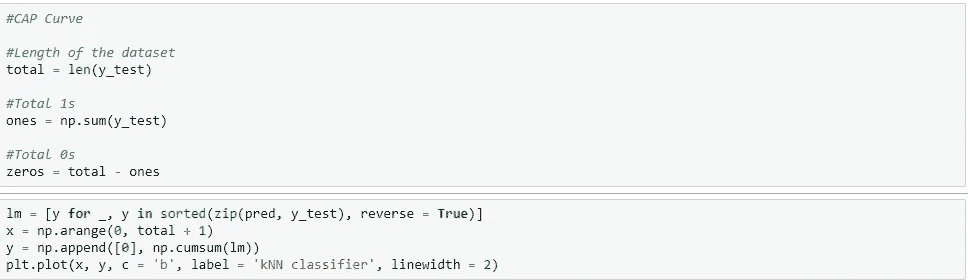 #CAP Curve
#Length of the dataset
total = len(y_test)
#Total 1s
ones = np.sum(y_test)
#Total 0s
zeros = total - ones
lm = [y for _, y in sorted(zip(pred, y_test), reverse = True)]
x = np.arange(0, total + 1)
y = np.append([0], np.cumsum(lm))
plt.plot(x, y, c = 'b', label = 'kNN classifier', linewidth = 2)